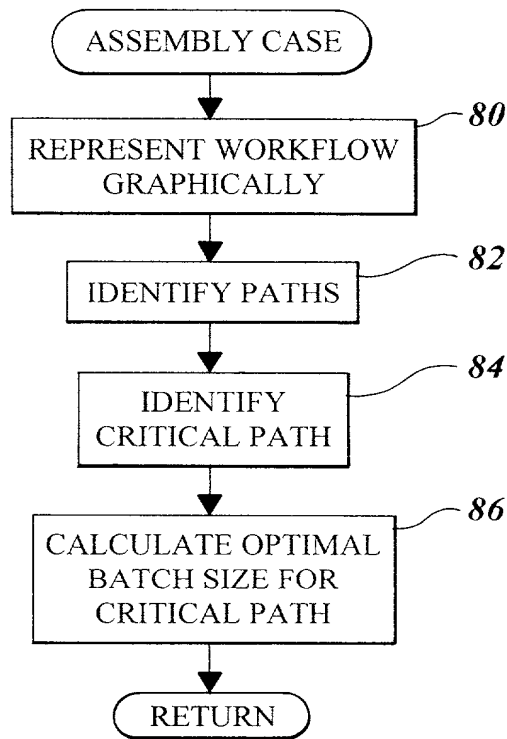 ASSEMBLY CASE
80
REPRESENT WORKFLOW
GRAPHICALLY
82
IDENTIFY PATHS
84
IDENTIFY
CRITICAL PATH
86
CALCULATE OPTIMAL
BATCH SIZE FOR
CRITICAL PATH
RETURN